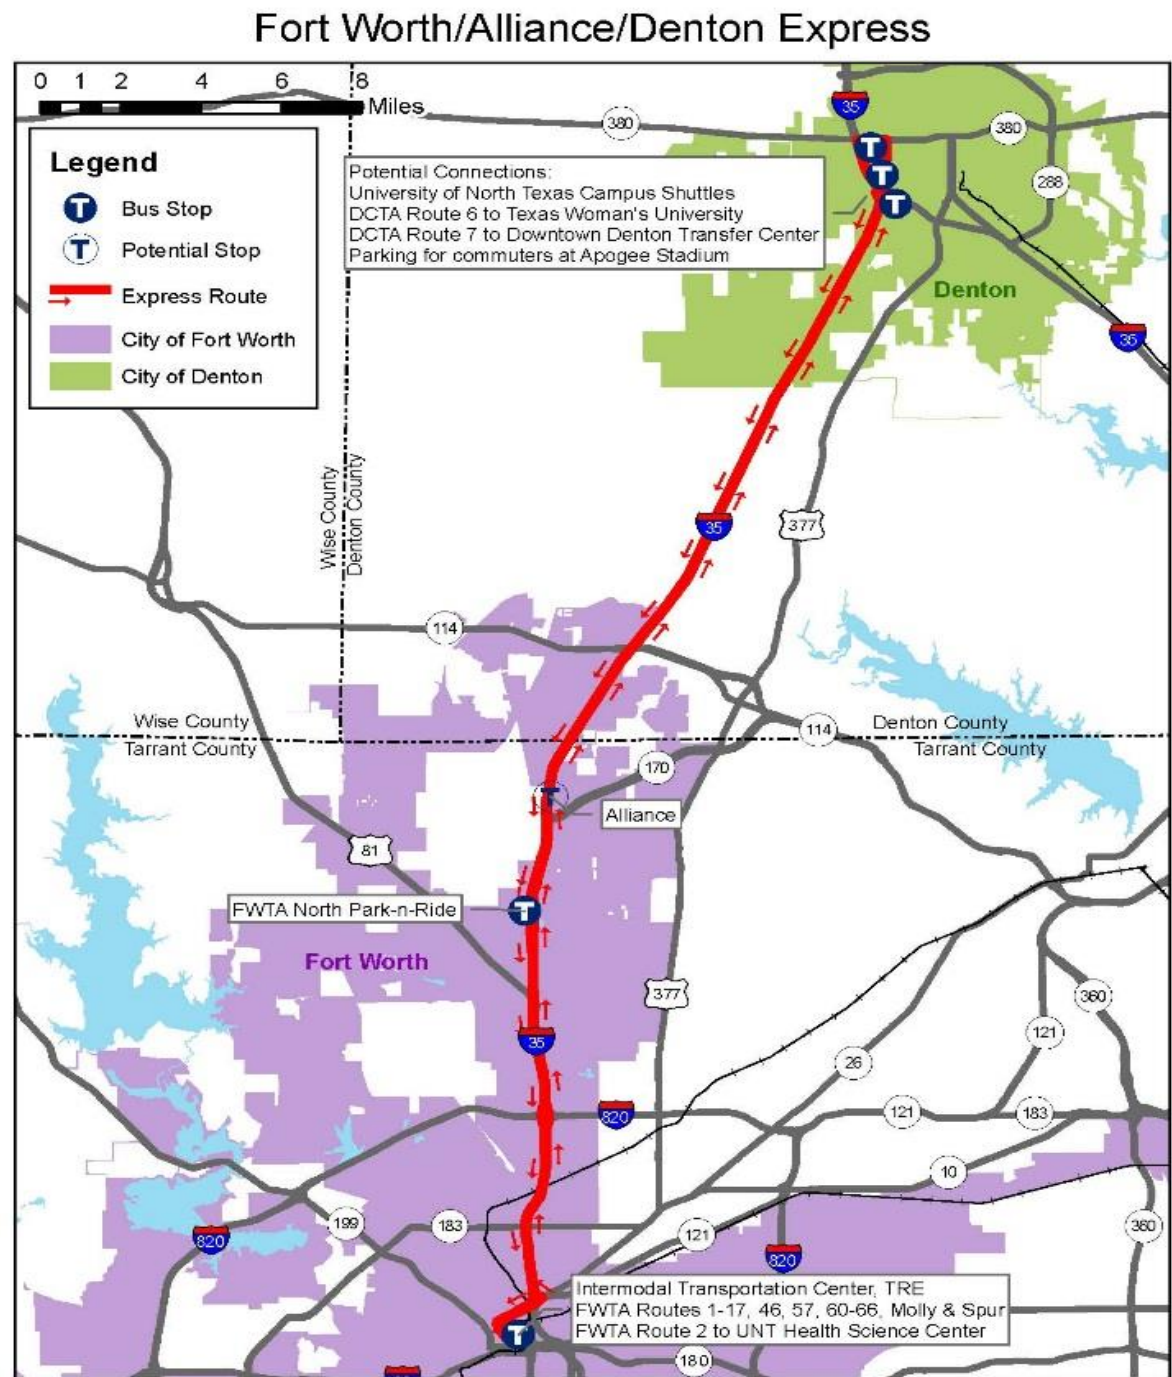 Fort Worth/Alliance/Denton Express
0 1 2 4 6 8
Miles
Legend
T Bus Stop
T Potential Stop
Express Route
City of Fort Worth
City of Denton
35
380
380
288
T
T
T
Potential Connections:
University of North Texas Campus Shuttles
DCTA Route 6 to Texas Woman's University
DCTA Route 7 to Downtown Denton Transfer Center
Parking for commuters at Apogee Stadium
Denton
35
Wise County
Denton County
35
377
114
Wise County
Tarrant County
Denton County
Tarrant County
114
170
T
Alliance
81
FWTA North Park-n-Ride
T
Fort Worth
377
360
35
121
26
820
121
183
10
199
183
121
820
820
360
Intermodal Transportation Center, TRE
FWTA Routes 1-17, 46, 57, 60-66, Molly & Spur
FWTA Route 2 to UNT Health Science Center
T
180